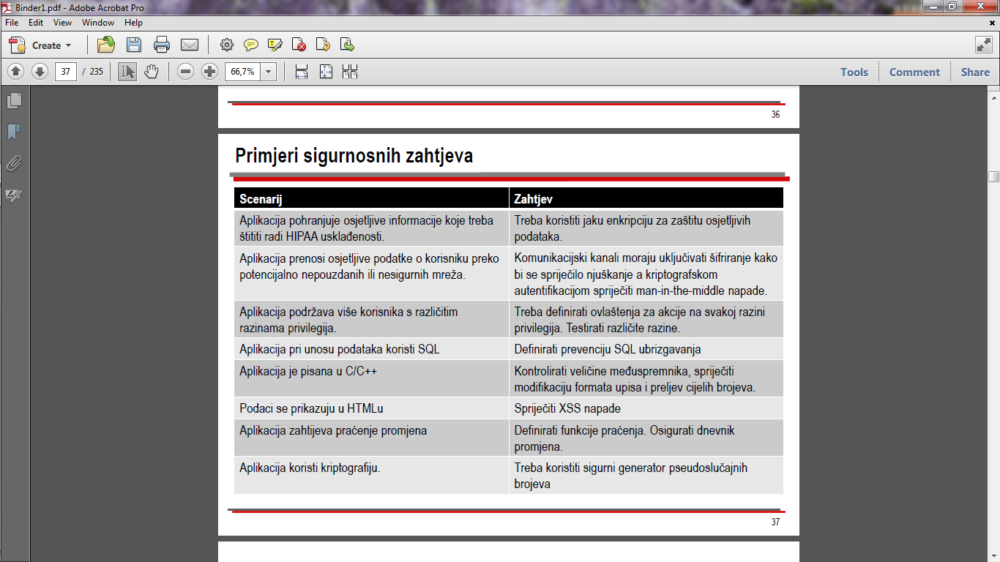 Binder1.pdf - Adobe Acrobat Pro
File Edit View Window Help
Create
37 / 235 66,7% Tools Comment Share
36
Primjeri sigurnosnih zahtjeva
Scenarij Zahtjev
Aplikacija pohranjuje osjetljive informacije koje treba
štititi radi HIPAA usklađenosti.
Treba koristiti jaku enkripciju za zaštitu osjetljivih
podataka.
Aplikacija prenosi osjetljive podatke o korisniku preko
potencijalno nepouzdanih ili nesigurnih mreža.
Komunikacijski kanali moraju uključivati šifriranje kako
bi se spriječilo njuškanje a kriptografskom
autentifikacijom spriječiti man-in-the-middle napade.
Aplikacija podržava više korisnika s različitim
razinama privilegija.
Treba definirati ovlaštenja za akcije na svakoj razini
privilegija. Testirati različite razine.
Aplikacija pri unosu podataka koristi SQL
Definirati prevenciju SQL ubrizgavanja
Aplikacija je pisana u C/C++
Kontrolirati veličine međuspremnika, spriječiti
modifikaciju formata upisa i preljev cijelih brojeva.
Podaci se prikazuju u HTMLu
Spriječiti XSS napade
Aplikacija zahtijeva praćenje promjena
Definirati funkcije praćenja. Osigurati dnevnik
promjena.
Aplikacija koristi kriptografiju.
Treba koristiti sigurni generator pseudoslučajnih
brojeva
37